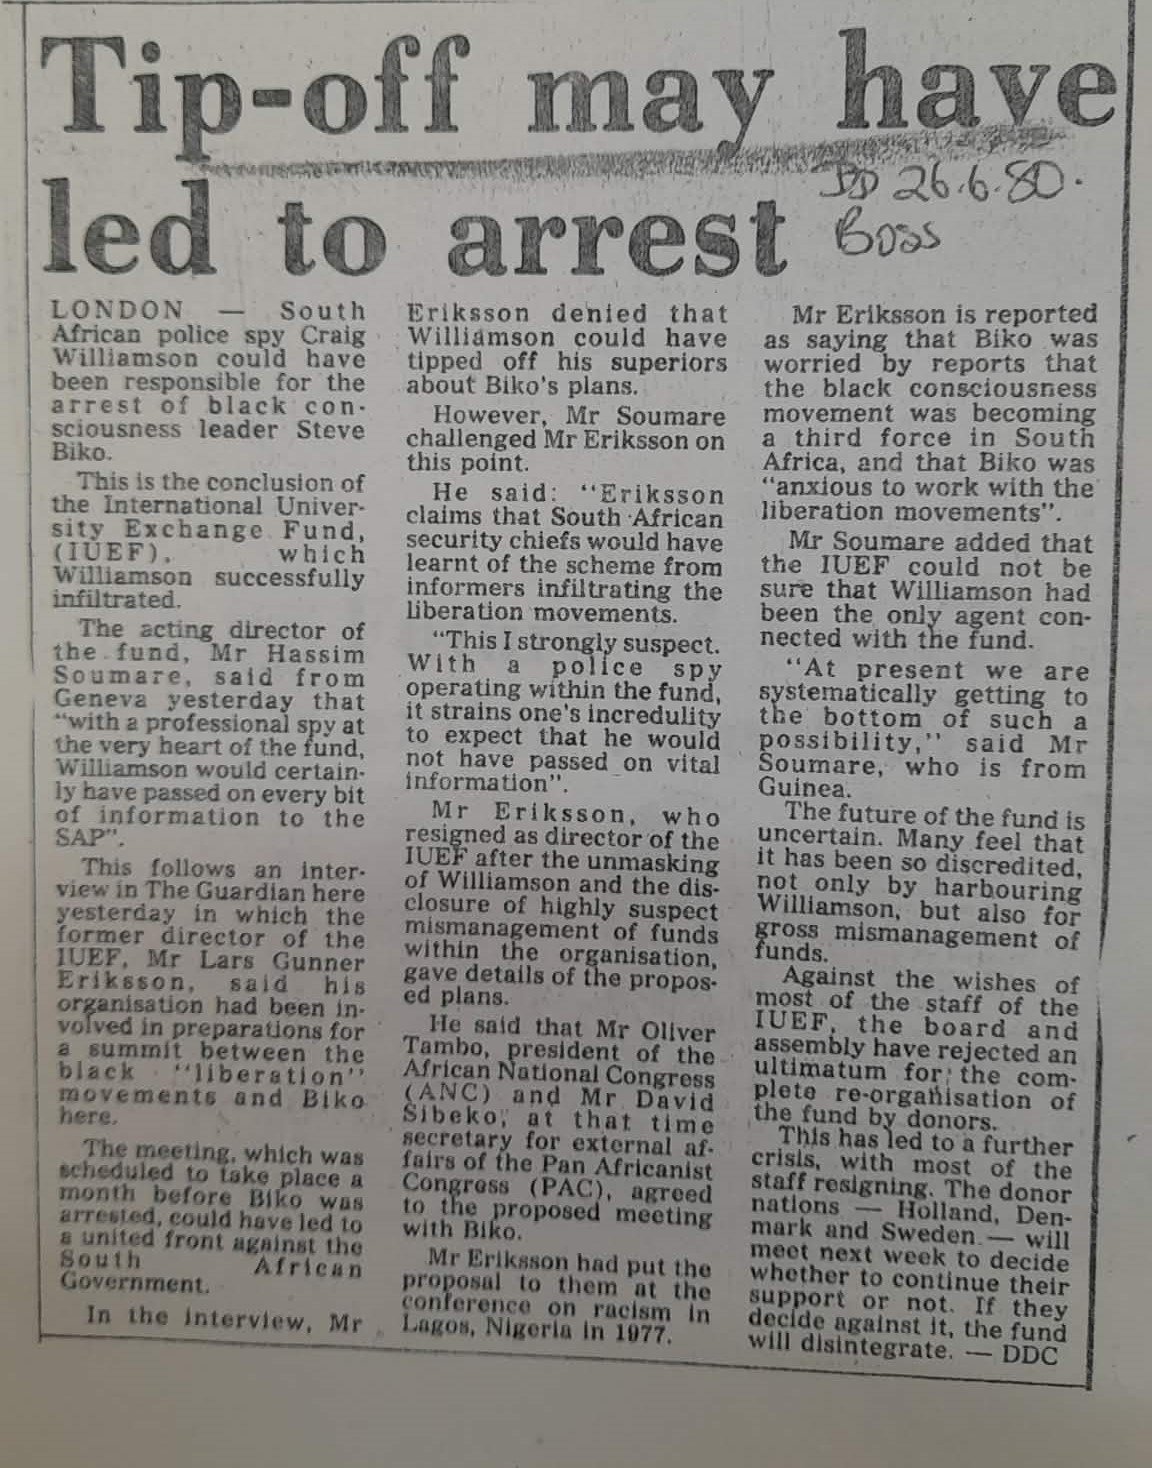 Tip-off may have
led to arrest
DD 26.6.80.
Boss
LONDON — South
African police spy Craig
Williamson could have
been responsible for the
arrest of black con-
sciousness leader Steve
Biko.
This is the conclusion of
the International Univer-
sity Exchange Fund,
(IUEF), which
Williamson successfully
infiltrated.
The acting director of
the fund, Mr Hassim
Soumare, said from
Geneva yesterday that
"with a professional spy at
the very heart of the fund,
Williamson would certain-
ly have passed on every bit
of information to the
SAP".
This follows an inter-
view in The Guardian here
yesterday in which the
former director of the
IUEF, Mr Lars Gunner
Eriksson, said his
organisation had been in-
volved in preparations for
a summit between the
black "liberation"
movements and Biko
here.
The meeting, which was
scheduled to take place a
month before Biko was
arrested, could have led to
a united front against the
South African
Government.
In the interview, Mr
Eriksson denied that
Williamson could have
tipped off his superiors
about Biko's plans.
However, Mr Soumare
challenged Mr Eriksson on
this point.
He said: "Eriksson
claims that South African
security chiefs would have
learnt of the scheme from
informers infiltrating the
liberation movements.
"This I strongly suspect.
With a police spy
operating within the fund,
it strains one's incredulity
to expect that he would
not have passed on vital
information".
Mr Eriksson, who
resigned as director of the
IUEF after the unmasking
of Williamson and the dis-
closure of highly suspect
mismanagement of funds
within the organisation,
gave details of the propos-
ed plans.
He said that Mr Oliver
Tambo, president of the
African National Congress
(ANC) and Mr David
Sibeko, at that time
secretary for external af-
fairs of the Pan Africanist
Congress (PAC), agreed
to the proposed meeting
with Biko.
Mr Eriksson had put the
proposal to them at the
conference on racism in
Lagos, Nigeria in 1977.
Mr Eriksson is reported
as saying that Biko was
worried by reports that
the black consciousness
movement was becoming
a third force in South
Africa, and that Biko was
"anxious to work with the
liberation movements".
Mr Soumare added that
the IUEF could not be
sure that Williamson had
been the only agent con-
nected with the fund.
"At present we are
systematically getting to
the bottom of such a
possibility," said Mr
Soumare, who is from
Guinea.
The future of the fund is
uncertain. Many feel that
it has been so discredited,
not only by harbouring
Williamson, but also for
gross mismanagement of
funds.
Against the wishes of
most of the staff of the
IUEF, the board and
assembly have rejected an
ultimatum for the com-
plete re-organisation of
the fund by donors.
This has led to a further
crisis, with most of the
staff resigning. The donor
nations — Holland, Den-
mark and Sweden — will
meet next week to decide
whether to continue their
support or not. If they
decide against it, the fund
will disintegrate. — DDC